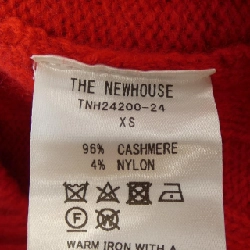 THE NEWHOUSE
TNH24200-24
XS
96% CASHMERE
4% NYLON
WARM IRON WITH A